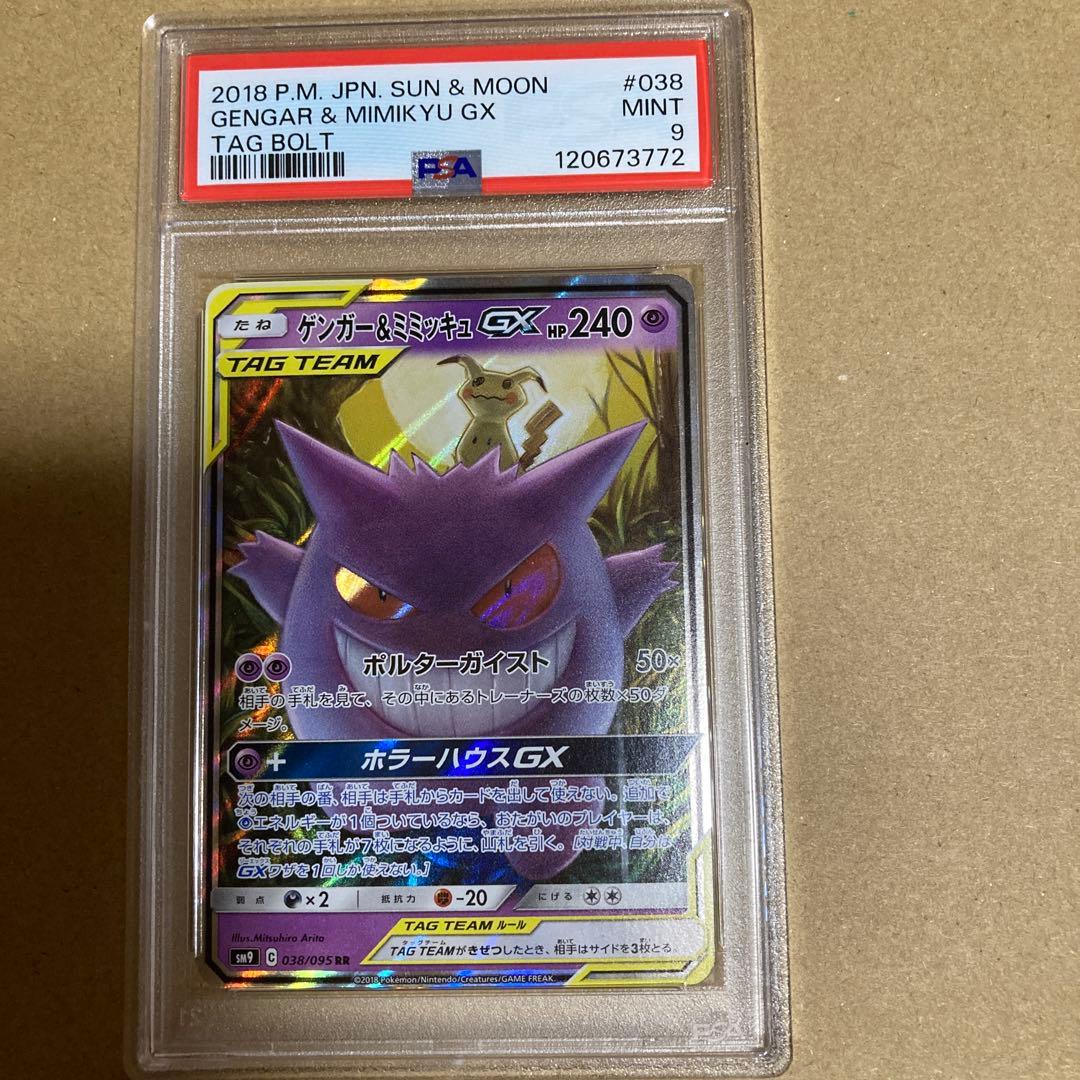 2018 P.M. JPN. SUN & MOON #038
GENGAR & MIMIKYU GX MINT
TAG BOLT 9
PSA 120673772
たね ゲンガー&ミミッキュGX HP240
TAG TEAM
ポルターガイスト 50×
相手の手札を見て、その中にあるトレーナーズの枚数×50ダ
メージ。
+ ホラーハウスGX
次の相手の番、相手は手札からカードを出して使えない。追加で
エネルギーが1個ついているなら、おたがいのプレイヤーは、
それぞれの手札が7枚になるように、山札を引く。[対戦中、自分は
GXワザを1回しか使えない。]
弱点 ×2 抵抗力 -20 にげる
TAG TEAM ルール
TAG TEAMがきぜつしたとき、相手はサイドを3枚とる。
Illus.Mitsuhiro Arita
SM9 C 038/095 RR
©2018 Pokémon/Nintendo/Creatures/GAME FREAK.
PSA